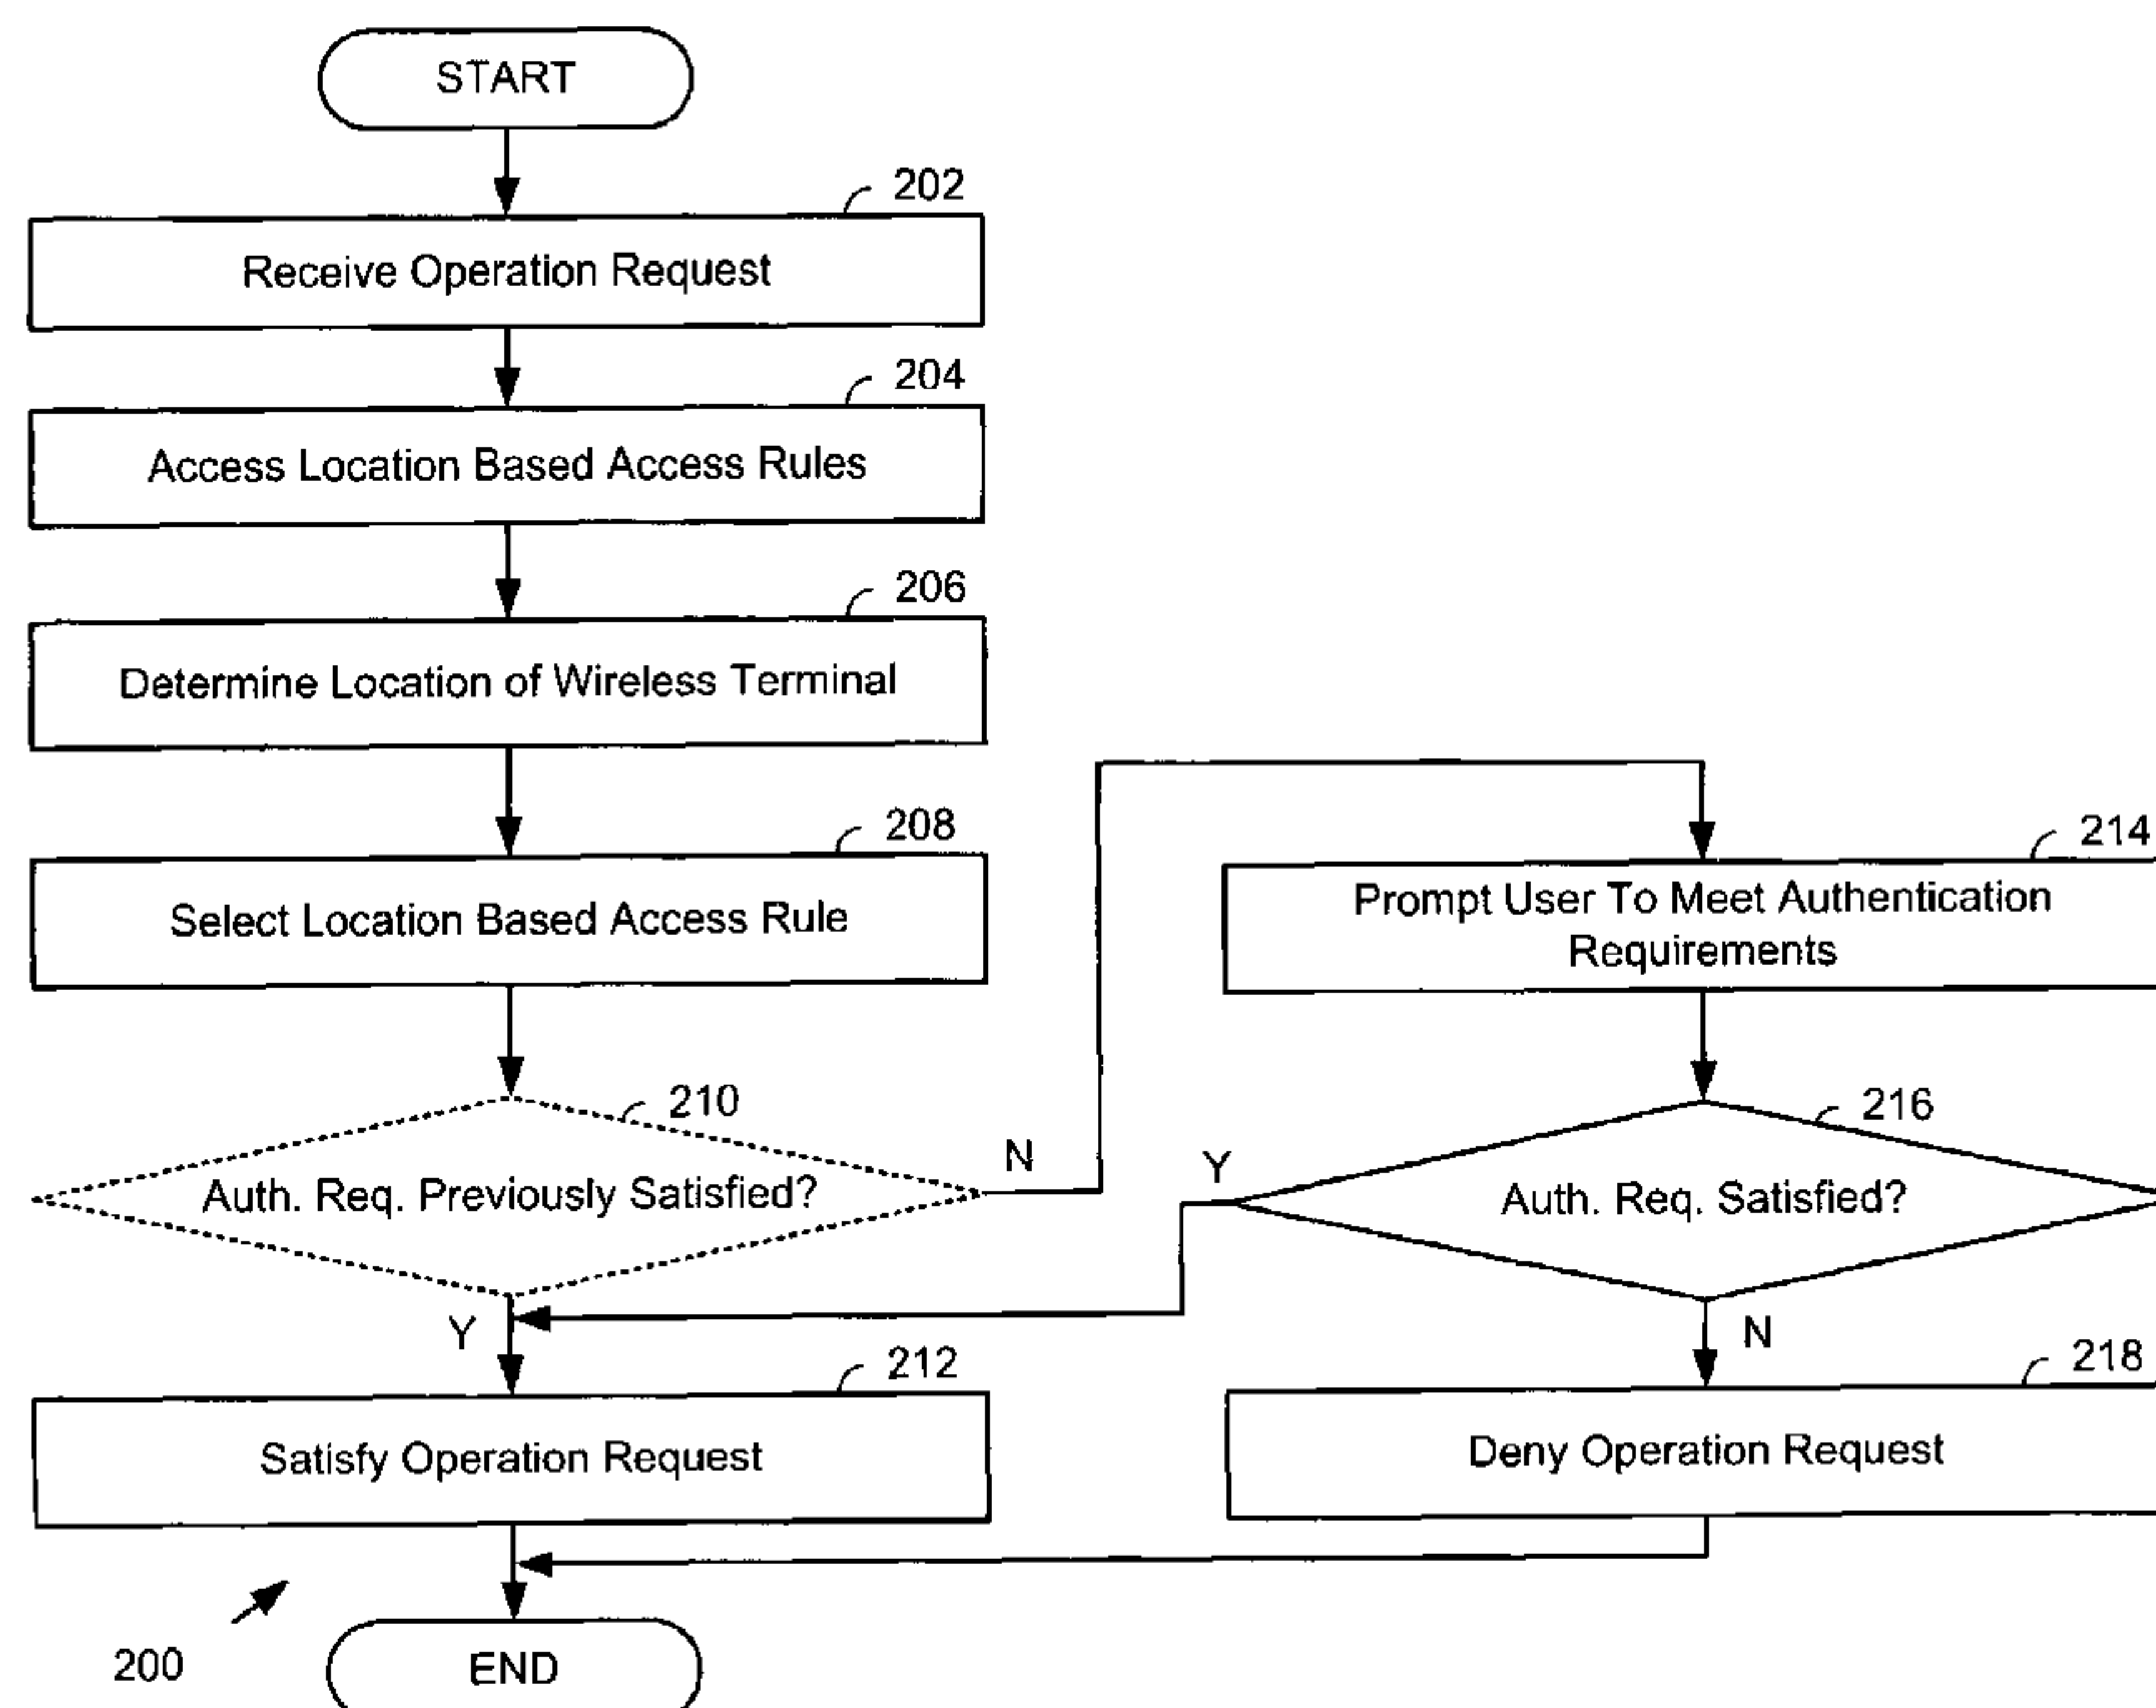 START
202
Receive Operation Request
204
Access Location Based Access Rules
206
Determine Location of Wireless Terminal
208
Select Location Based Access Rule
210
Auth. Req. Previously Satisfied?
N
Y
212
Satisfy Operation Request
214
Prompt User To Meet Authentication
Requirements
216
Auth. Req. Satisfied?
Y
N
218
Deny Operation Request
200
END